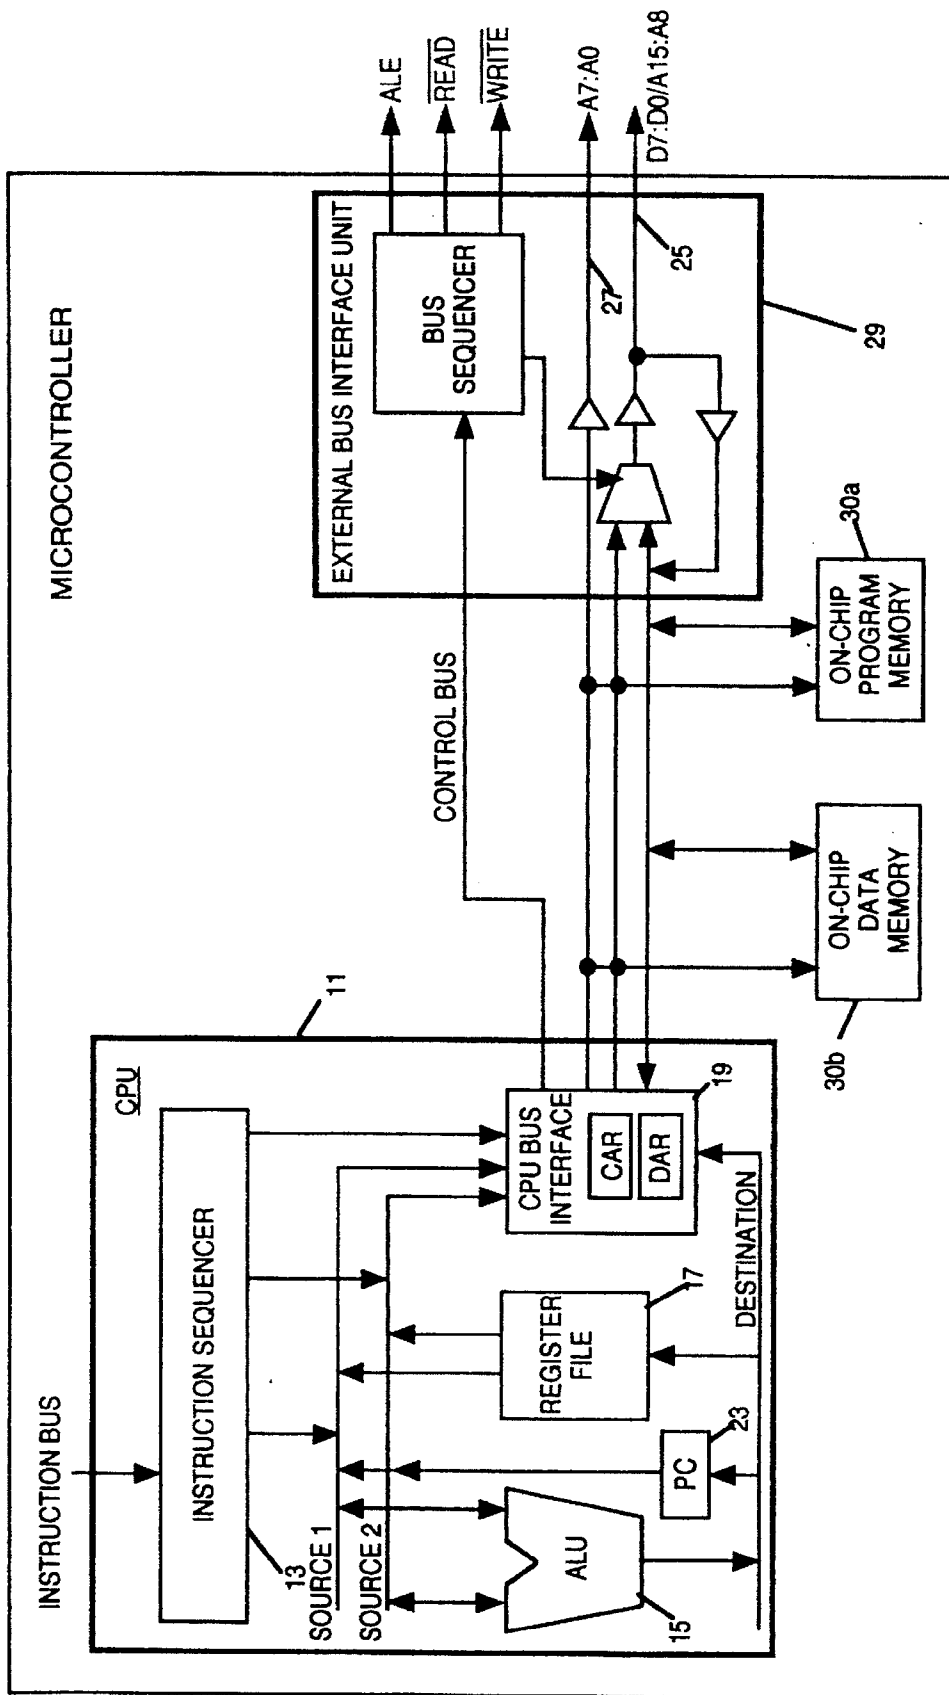 MICROCONTROLLER
INSTRUCTION BUS
CPU
11
INSTRUCTION SEQUENCER
13
SOURCE 1
SOURCE 2
ALU
15
PC
23
REGISTER
FILE
17
CPU BUS
INTERFACE
CAR
DAR
19
DESTINATION
CONTROL BUS
EXTERNAL BUS INTERFACE UNIT
BUS
SEQUENCER
ALE
READ
WRITE
A7:A0
D7:D0/A15:A8
27
25
29
ON-CHIP
DATA
MEMORY
30b
ON-CHIP
PROGRAM
MEMORY
30a